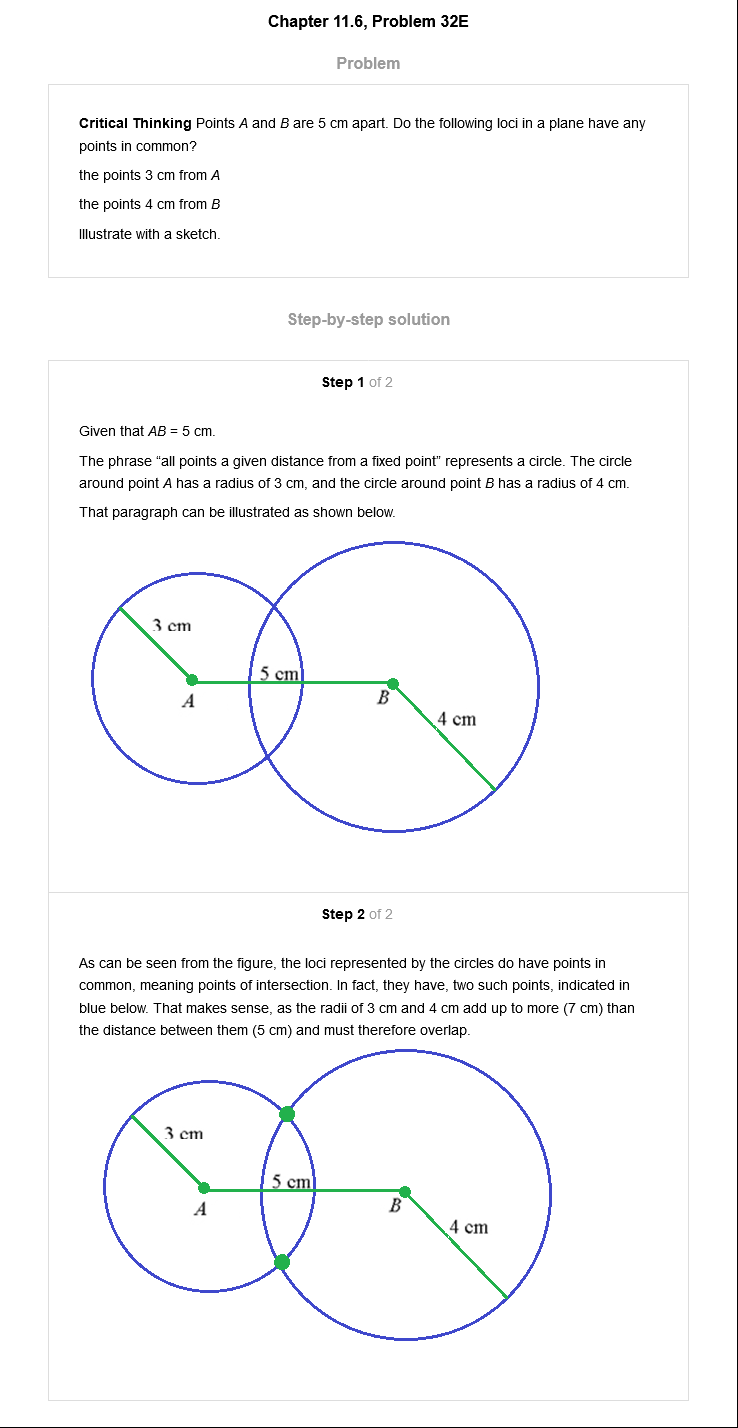 Chapter 11.6, Problem 32E
Problem
Critical Thinking Points A and B are 5 cm apart. Do the following loci in a plane have any
points in common?
the points 3 cm from A
the points 4 cm from B
Illustrate with a sketch.
Step-by-step solution
Step 1 of 2
Given that AB = 5 cm.
The phrase “all points a given distance from a fixed point” represents a circle. The circle
around point A has a radius of 3 cm, and the circle around point B has a radius of 4 cm.
That paragraph can be illustrated as shown below.
3 cm
5 cm
A
B
4 cm
Step 2 of 2
As can be seen from the figure, the loci represented by the circles do have points in
common, meaning points of intersection. In fact, they have, two such points, indicated in
blue below. That makes sense, as the radii of 3 cm and 4 cm add up to more (7 cm) than
the distance between them (5 cm) and must therefore overlap.
3 cm
5 cm
A
B
4 cm